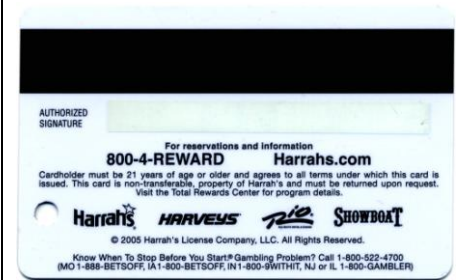 AUTHORIZED
SIGNATURE
For reservations and information
800-4-REWARD Harrahs.com
Cardholder must be 21 years of age or older and agrees to all terms under which this card is
issued. This card is non-transferable, property of Harrah's and must be returned upon request.
Visit the Total Rewards Center for program details.
Harrah's HARVEYS Rio SHOWBOAT
© 2005 Harrah's License Company, LLC. All Rights Reserved.
Know When To Stop Before You Start.® Gambling Problem? Call 1-800-522-4700
(MO 1-888-BETSOFF, IA 1-800-BETSOFF, IN 1-800-9WITHIT, NJ or IL 1-800-GAMBLER)